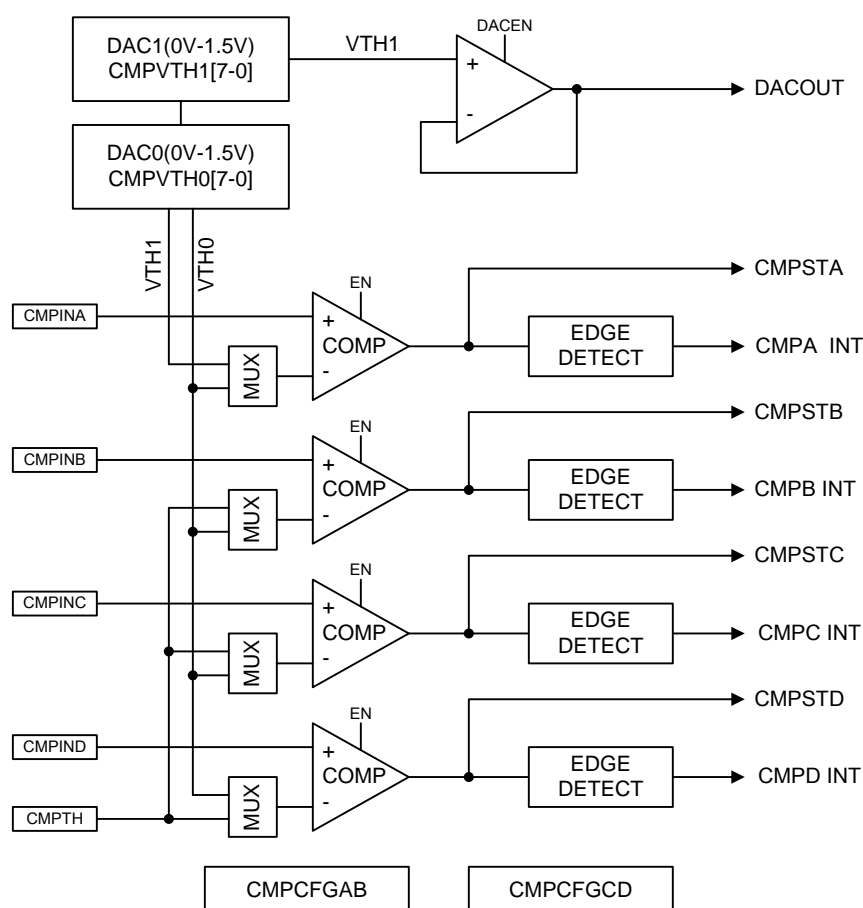 DACEN
DAC1(0V-1.5V)
CMPVTH1[7-0]
VTH1
+
-
DACOUT
DAC0(0V-1.5V)
CMPVTH0[7-0]
VTH1
VTH0
CMPSTA
EN
CMPINA
+
COMP
-
MUX
EDGE
DETECT
CMPA INT
CMPSTB
EN
CMPINB
+
COMP
-
MUX
EDGE
DETECT
CMPB INT
CMPSTC
EN
CMPINC
+
COMP
-
MUX
EDGE
DETECT
CMPC INT
CMPSTD
EN
CMPIND
+
COMP
-
MUX
EDGE
DETECT
CMPD INT
CMPTH
CMPCFGAB
CMPCFGCD